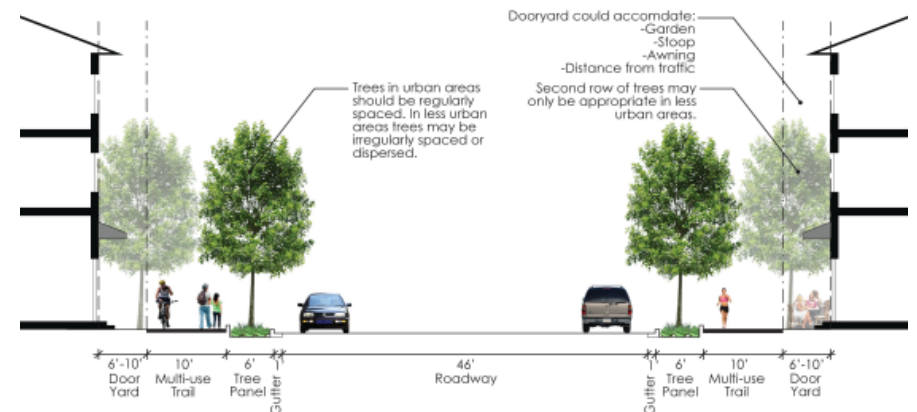 Dooryard could accomdate:
-Garden
-Stoop
-Awning
-Distance from traffic
Trees in urban areas
should be regularly
spaced. In less urban
areas trees may be
irregularly spaced or
dispersed.
Second row of trees may
only be appropriate in less
urban areas.
6'-10'
Door
Yard
10'
Multi-use
Trail
6'
Tree
Panel
Gutter 1'
46'
Roadway
Gutter 1'
6'
Tree
Panel
10'
Multi-use
Trail
6'-10'
Door
Yard